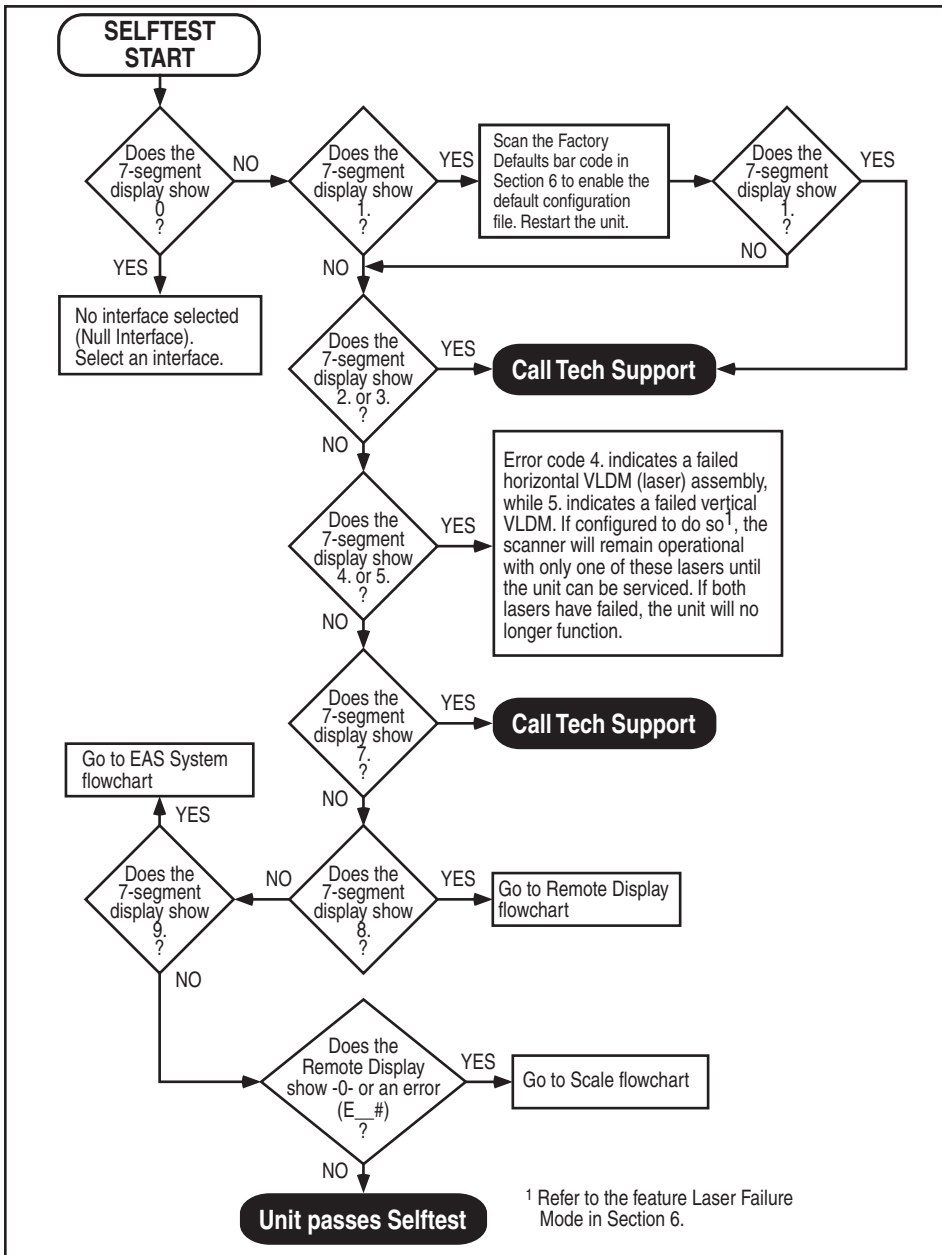 SELFTEST
START
Does the
7-segment
display show
0
?
NO
YES
No interface selected
(Null Interface).
Select an interface.
Does the
7-segment
display show
1.
?
YES
NO
Scan the Factory
Defaults bar code in
Section 6 to enable the
default configuration
file. Restart the unit.
Does the
7-segment
display show
1.
?
YES
NO
Does the
7-segment
display show
2. or 3.
?
YES
Call Tech Support
NO
Does the
7-segment
display show
4. or 5.
?
YES
Error code 4. indicates a failed
horizontal VLDM (laser) assembly,
while 5. indicates a failed vertical
VLDM. If configured to do so1, the
scanner will remain operational
with only one of these lasers until
the unit can be serviced. If both
lasers have failed, the unit will no
longer function.
NO
Does the
7-segment
display show
7.
?
YES
Call Tech Support
NO
Does the
7-segment
display show
8.
?
YES
Go to Remote Display
flowchart
NO
Does the
7-segment
display show
9.
?
YES
Go to EAS System
flowchart
NO
Does the
Remote Display
show -0- or an error
(E__#)
?
YES
Go to Scale flowchart
NO
Unit passes Selftest
1 Refer to the feature Laser Failure
Mode in Section 6.